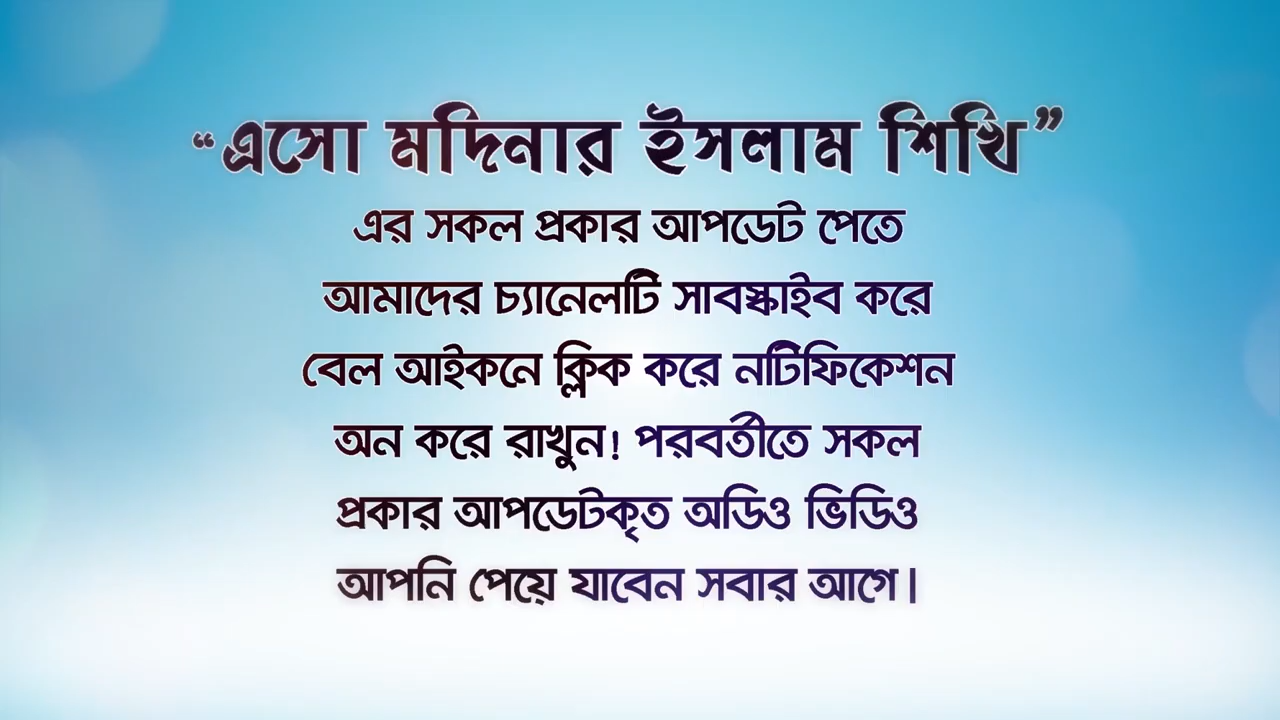 “এসো মদিনার ইসলাম শিখি”
এর সকল প্রকার আপডেট পেতে
আমাদের চ্যানেলটি সাবস্কাইব করে
বেল আইকনে ক্লিক করে নটিফিকেশন
অন করে রাখুন! পরবর্তীতে সকল
প্রকার আপডেটকৃত অডিও ভিডিও
আপনি পেয়ে যাবেন সবার আগে।